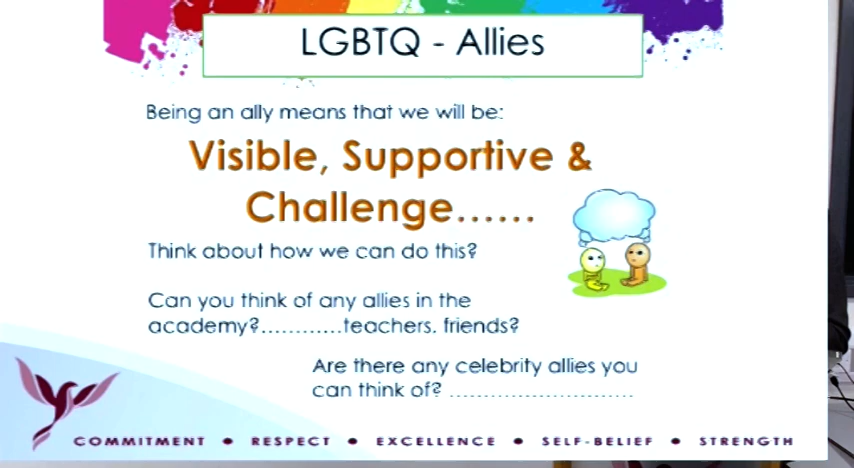 LGBTQ - Allies
Being an ally means that we will be:
Visible, Supportive &
Challenge......
Think about how we can do this?
Can you think of any allies in the
academy?............teachers. friends?
Are there any celebrity allies you
can think of? ..............................
COMMITMENT • RESPECT • EXCELLENCE • SELF-BELIEF • STRENGTH